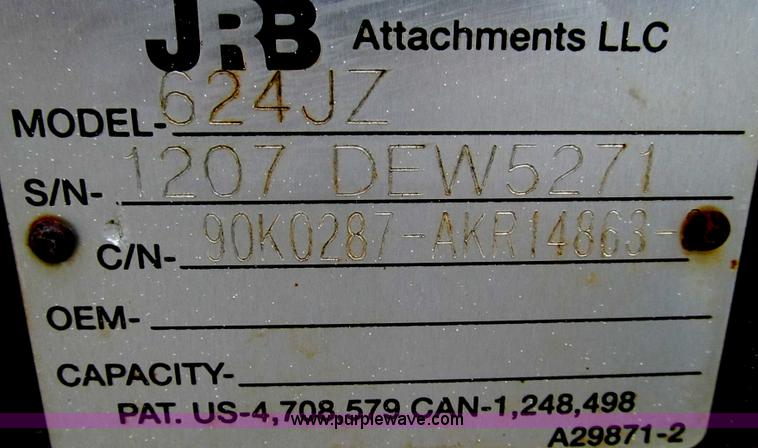 JRB Attachments LLC
MODEL- 624JZ
S/N- 1207 DEW5271
C/N- 90K0287-AKR14863-
OEM-
CAPACITY-
PAT. US-4,708,579 CAN-1,248,498
www.purplewave.com
A29871-2